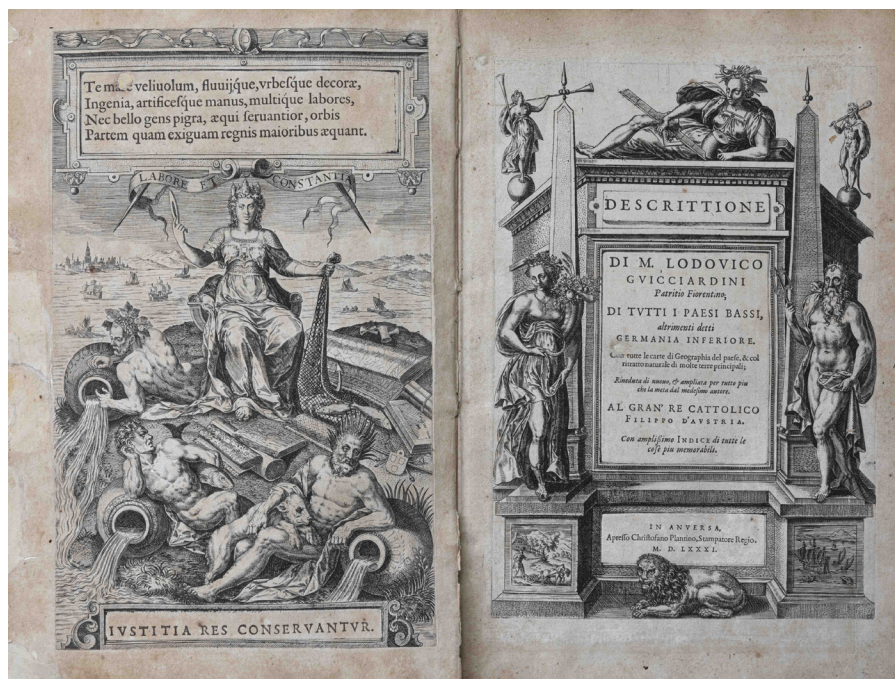 Te veliuolum, fluuijque, vrbesque decoræ,
Ingenia, artificesque manus, multique labores,
Nec bello gens pigra, æqui seruantior, orbis
Partem quam exiguam regnis maioribus æquant.
LABORE ET CONSTANTIA
IVSTITIA RES CONSERVANTVR.
DESCRITTIONE
DI M. LODOVICO
GVICCIARDINI
Patritio Fiorentino,
DI TVTTI I PAESI BASSI,
altrimenti detti
GERMANIA INFERIORE.
Con tutte le carte di Geographia del paese, & col
ritratto naturale di molte terre principali;
Riueduta di nuouo, & ampliata per tutto piu
che la meta dal medesimo autore.
AL GRAN' RE CATTOLICO
FILIPPO D'AVSTRIA.
Con amplissimo INDICE di tutte le
cose piu memorabili.
IN ANVERSA,
Apresso Christofano Plantino, Stampatore Regio.
M. D. LXXXI.